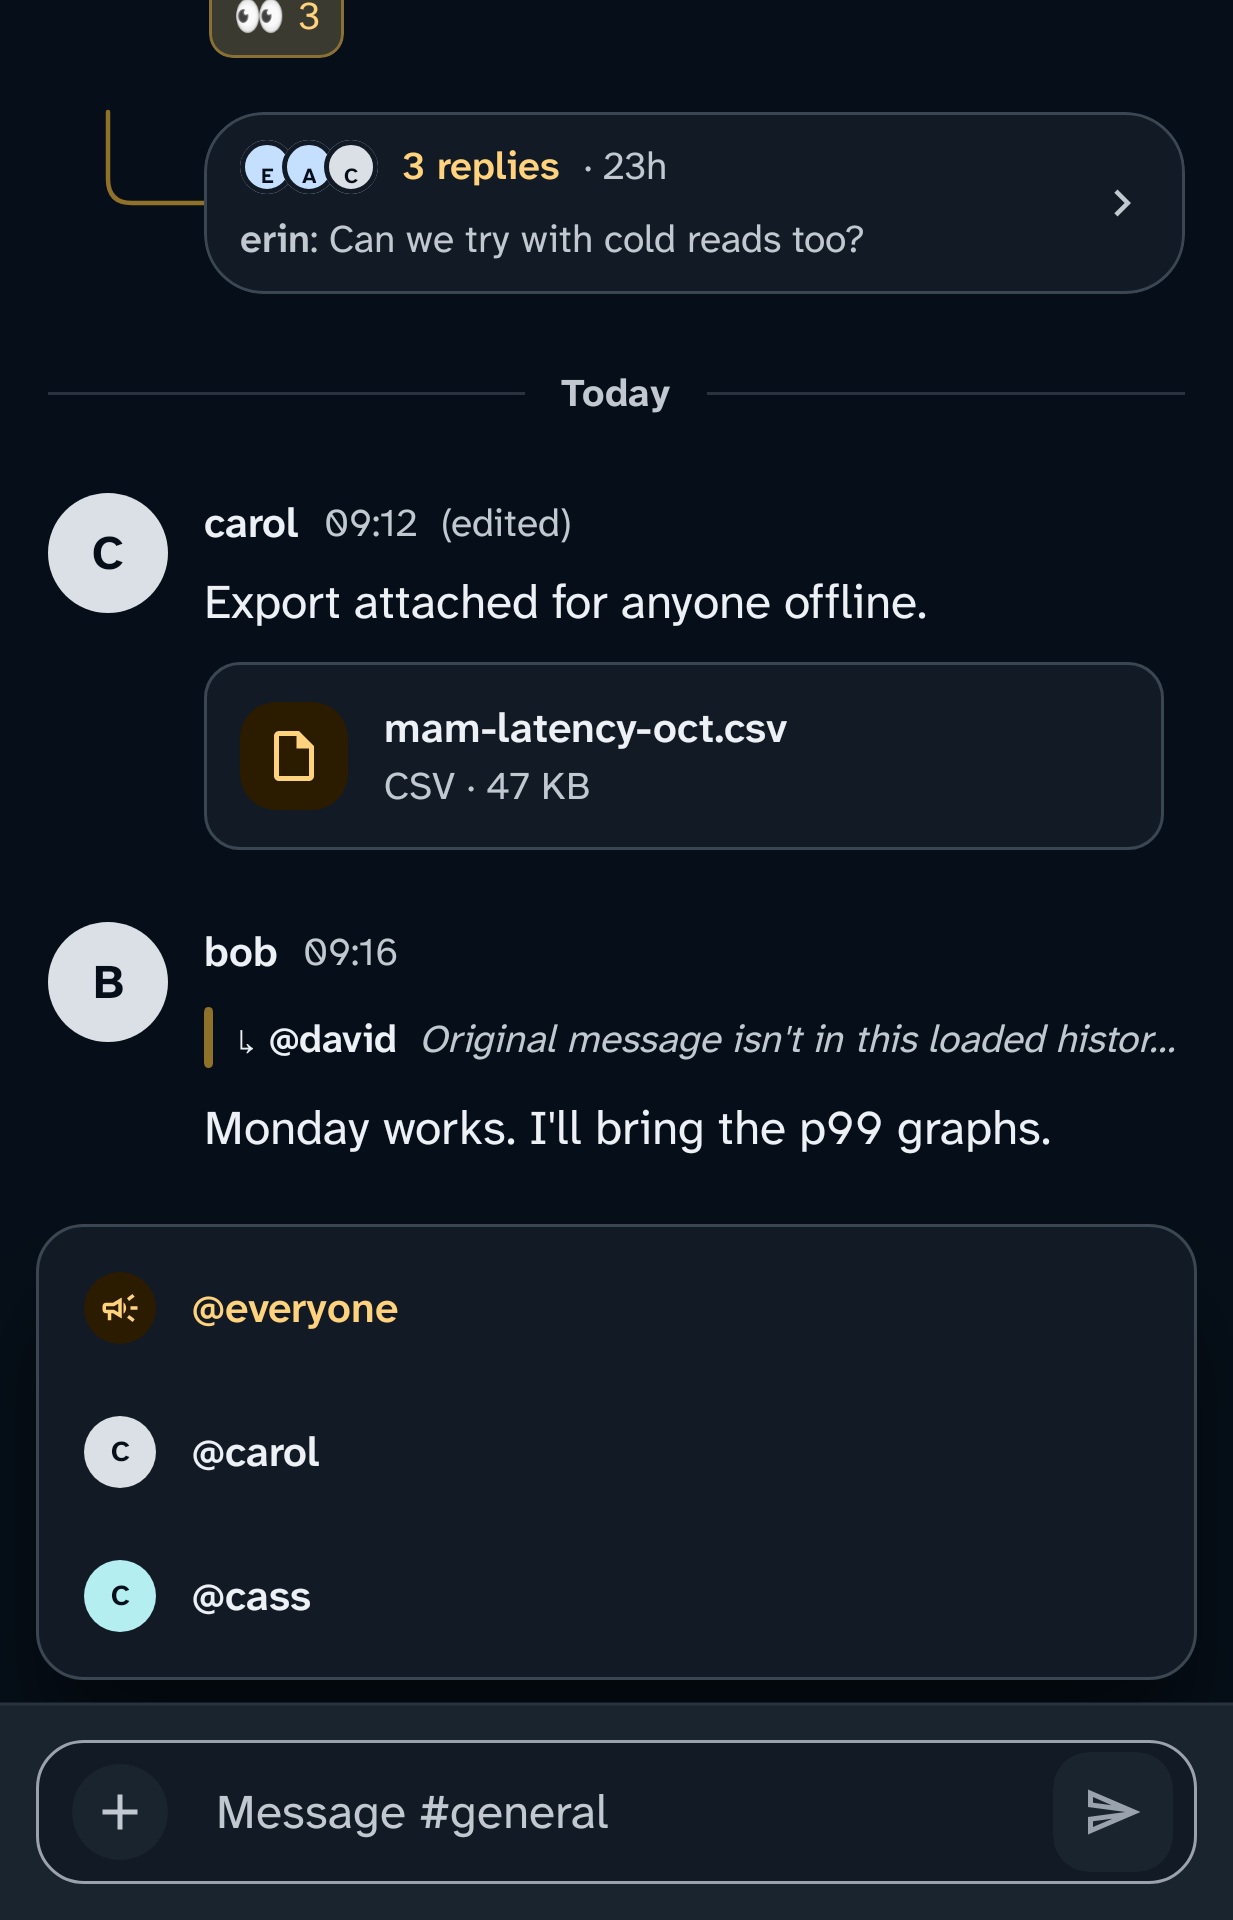 👀 3
E A C 3 replies · 23h
erin: Can we try with cold reads too?
Today
C carol 09:12 (edited)
Export attached for anyone offline.
mam-latency-oct.csv
CSV · 47 KB
B bob 09:16
↳ @david Original message isn't in this loaded histor...
Monday works. I'll bring the p99 graphs.
@everyone
C @carol
C @cass
Message #general